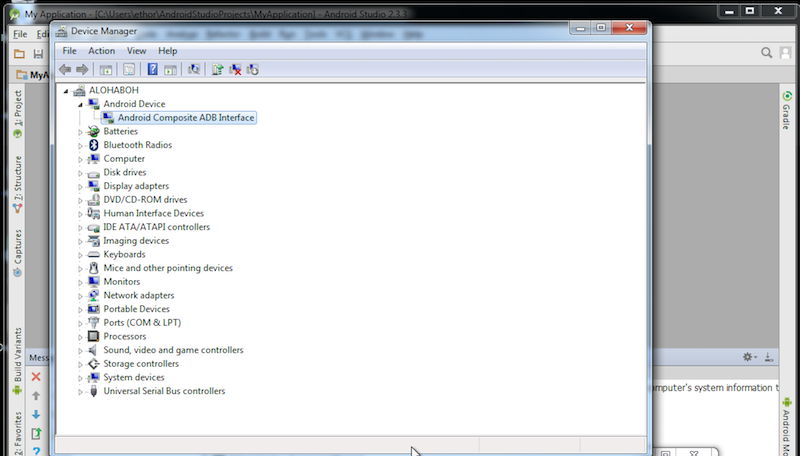 My Application - [C:\Users\ethor\AndroidStudioProjects\MyApplication] - Android Studio 2.3.3
File
Device Manager
File Action View Help
MyA
ALOHABOH
Android Device
Android Composite ADB Interface
Batteries
Bluetooth Radios
Computer
Disk drives
Display adapters
DVD/CD-ROM drives
Human Interface Devices
IDE ATA/ATAPI controllers
Imaging devices
Keyboards
Mice and other pointing devices
Monitors
Network adapters
Portable Devices
Ports (COM & LPT)
Processors
Sound, video and game controllers
Storage controllers
System devices
Universal Serial Bus controllers
1: Project
7: Structure
Captures
Build Variants
2: Favorites
Mess
mputer's system information t
Gradle
Android Mo